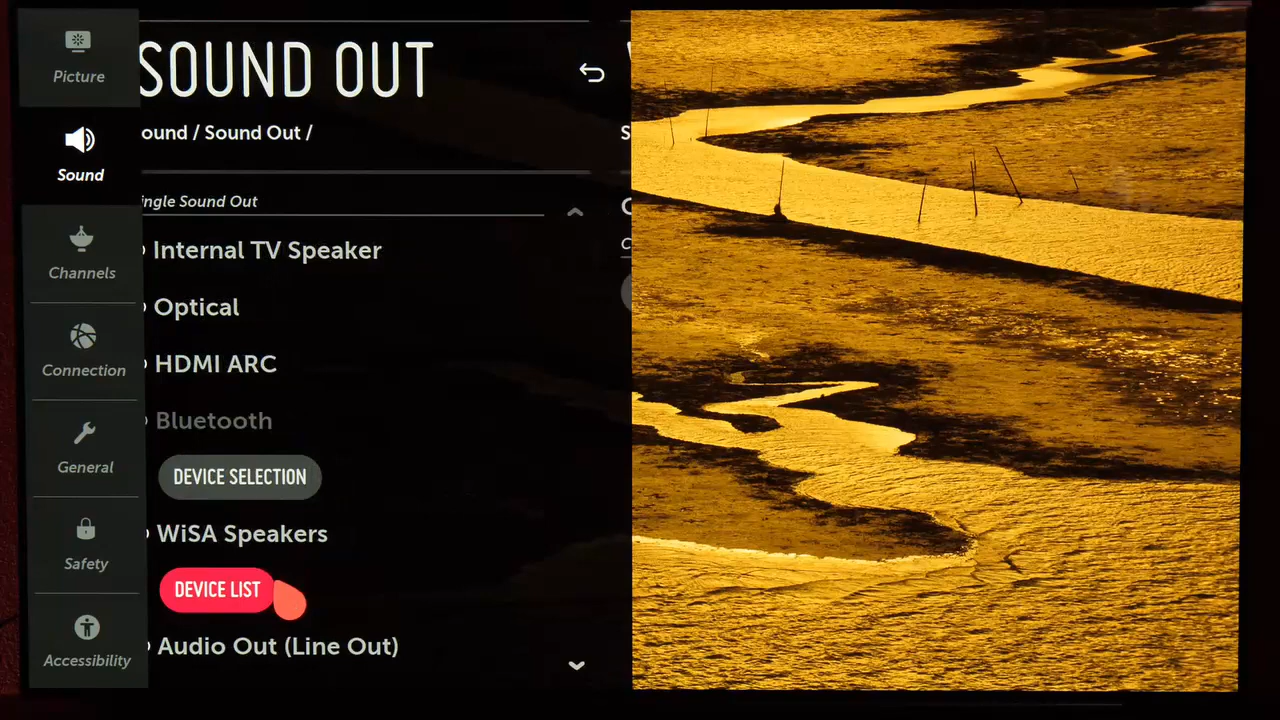 Picture
Sound
Channels
Connection
General
Safety
Accessibility
SOUND OUT
ound / Sound Out /
ingle Sound Out
Internal TV Speaker
Optical
HDMI ARC
Bluetooth
DEVICE SELECTION
WiSA Speakers
DEVICE LIST
Audio Out (Line Out)